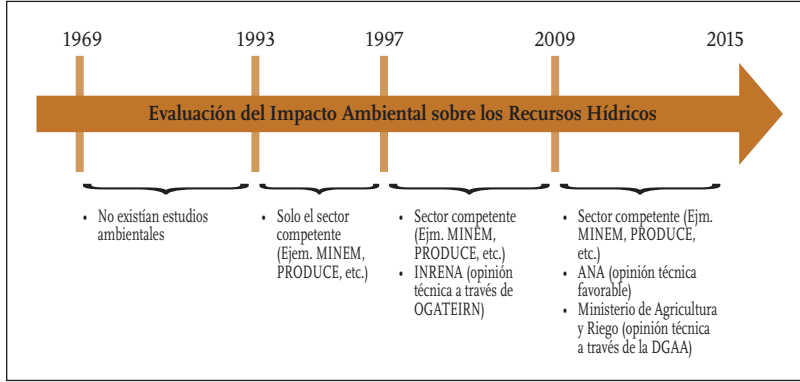 1969 1993 1997 2009 2015
Evaluación del Impacto Ambiental sobre los Recursos Hídricos
• No existían estudios
ambientales
• Solo el sector
competente
(Ejem. MINEM,
PRODUCE, etc.)
• Sector competente
(Ejm. MINEM,
PRODUCE, etc.)
• INRENA (opinión
técnica a través de
OGATEIRN)
• Sector competente (Ejm.
MINEM, PRODUCE,
etc.)
• ANA (opinión técnica
favorable)
• Ministerio de Agricultura
y Riego (opinión técnica
a través de la DGAA)